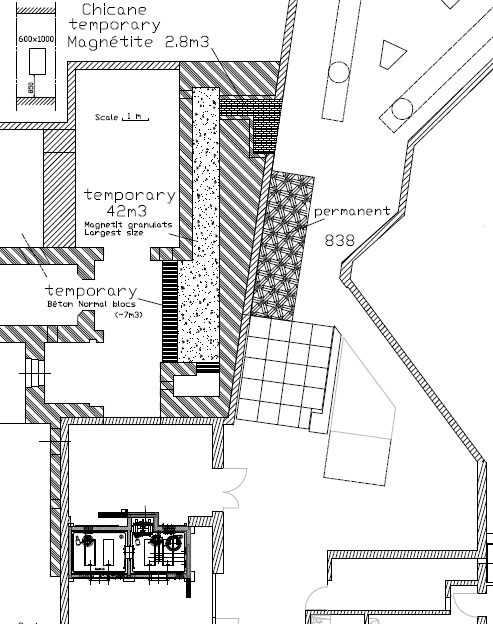 Chicane
temporary
Magnétite 2.8m3
600x1000
850
Scale 1 M
temporary
42m3
Magnetit granulats
Largest size
permanent
838
temporary
Béton Normal blocs
(~7m3)